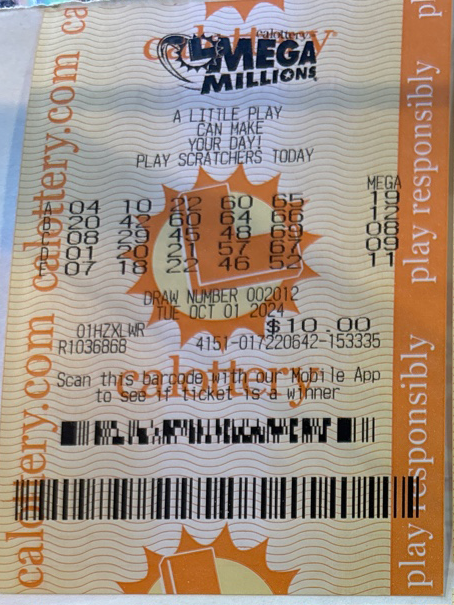 calottery
calottery
MEGA
MILLIONS
A LITTLE PLAY
CAN MAKE
YOUR DAY!
PLAY SCRATCHERS TODAY
MEGA
A 04 10 22 60 65 19
B 20 42 60 64 66 12
C 08 29 45 48 69 08
D 01 20 21 57 67 09
E 07 18 22 46 52 11
DRAW NUMBER 002012
TUE OCT 01 2024
01HZXLWR $10.00
R1036868 4151-017220642-153335
calottery
Scan this barcode with our Mobile App
to see if ticket is a winner
calottery.com calottery.com ca
play responsibly play responsibly pl